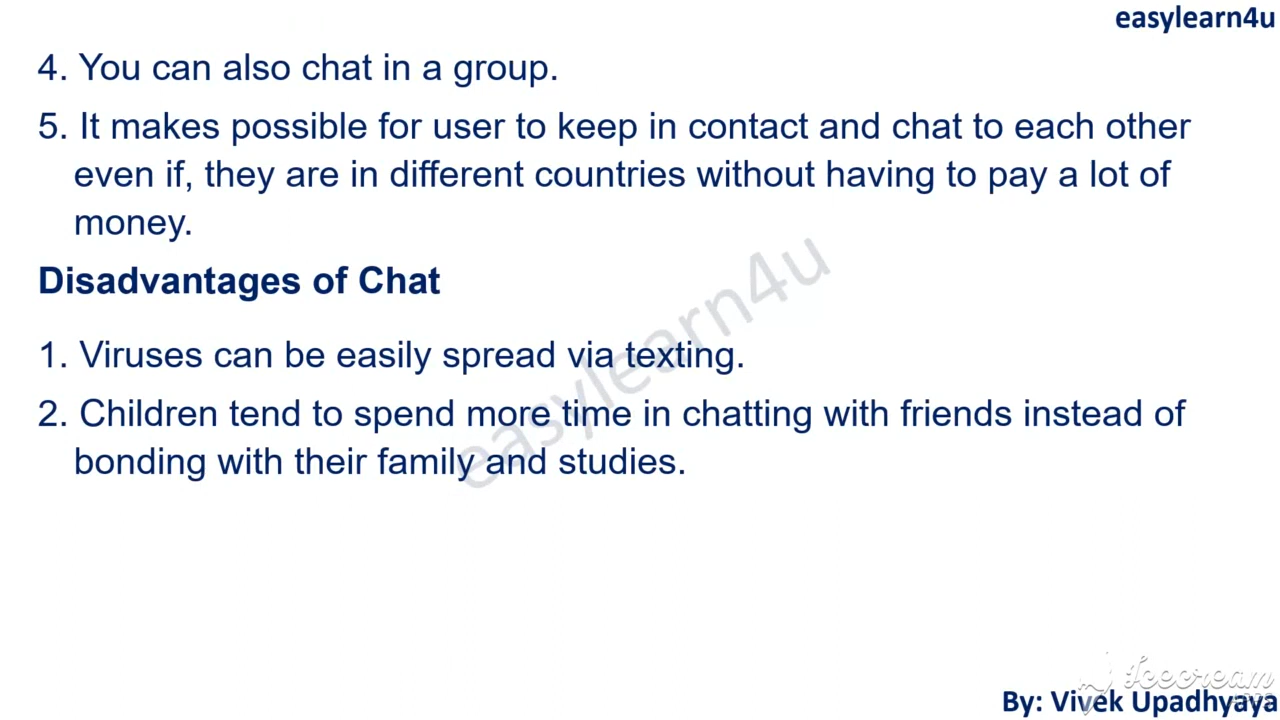 easylearn4u
4. You can also chat in a group.
5. It makes possible for user to keep in contact and chat to each other
even if, they are in different countries without having to pay a lot of
money.
Disadvantages of Chat
easylearn4u
1. Viruses can be easily spread via texting.
2. Children tend to spend more time in chatting with friends instead of
bonding with their family and studies.
Icecream
APPS
By: Vivek Upadhyaya